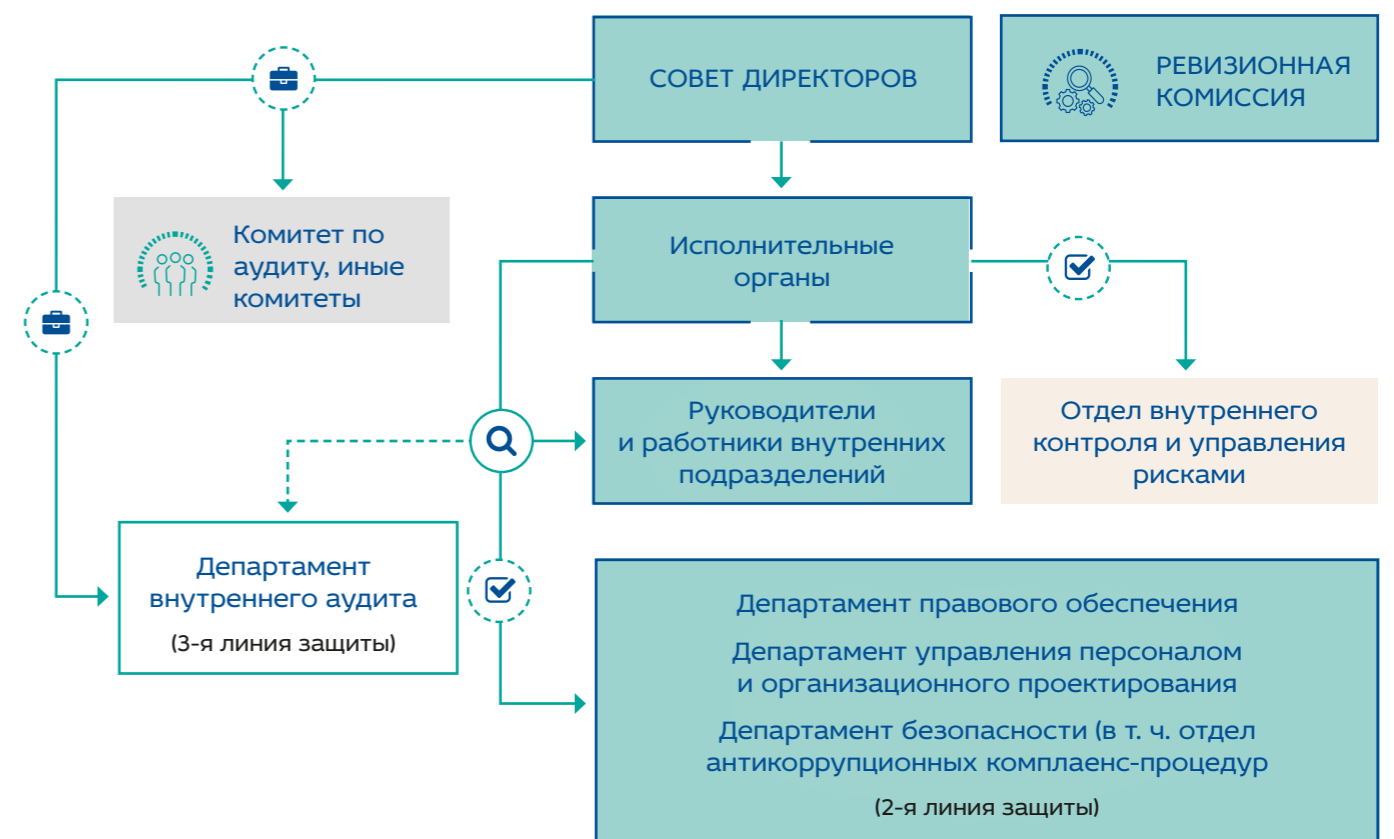 СОВЕТ ДИРЕКТОРОВ
РЕВИЗИОННАЯ
КОМИССИЯ
Комитет по
аудиту, иные
комитеты
Исполнительные
органы
Руководители
и работники внутренних
подразделений
Отдел внутреннего
контроля и управления
рисками
Департамент
внутреннего аудита
(3-я линия защиты)
Департамент правового обеспечения
Департамент управления персоналом
и организационного проектирования
Департамент безопасности (в т. ч. отдел
антикоррупционных комплаенс-процедур
(2-я линия защиты)